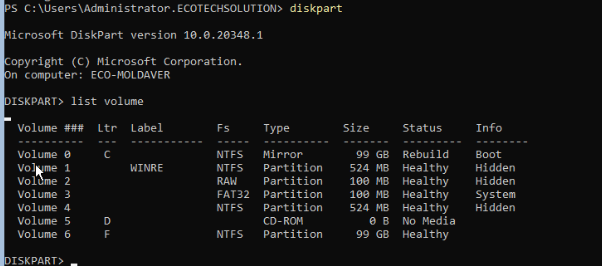 PS C:\Users\Administrator.ECOTECHSOLUTION> diskpart
Microsoft DiskPart version 10.0.20348.1
Copyright (C) Microsoft Corporation.
On computer: ECO-MOLDAVER
DISKPART> list volume
Volume ###  Ltr  Label        Fs     Type        Size     Status     Info
----------  ---  -----------  -----  ----------  -------  ---------  --------
Volume 0     C                NTFS   Mirror        99 GB  Rebuild    Boot
Volume 1         WINRE        NTFS   Partition    524 MB  Healthy    Hidden
Volume 2                      RAW    Partition    100 MB  Healthy    Hidden
Volume 3                      FAT32  Partition    100 MB  Healthy    System
Volume 4                      NTFS   Partition    524 MB  Healthy    Hidden
Volume 5     D                       CD-ROM          0 B  No Media
Volume 6     F                NTFS   Partition     99 GB  Healthy
DISKPART>